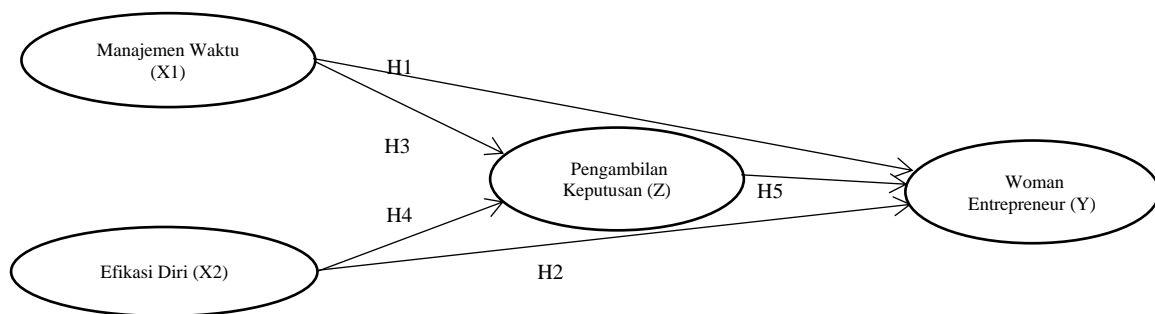 Manajemen Waktu
(X1)
H1
H3
Pengambilan
Keputusan (Z)
H5
Woman
Entrepreneur (Y)
H4
Efikasi Diri (X2)
H2